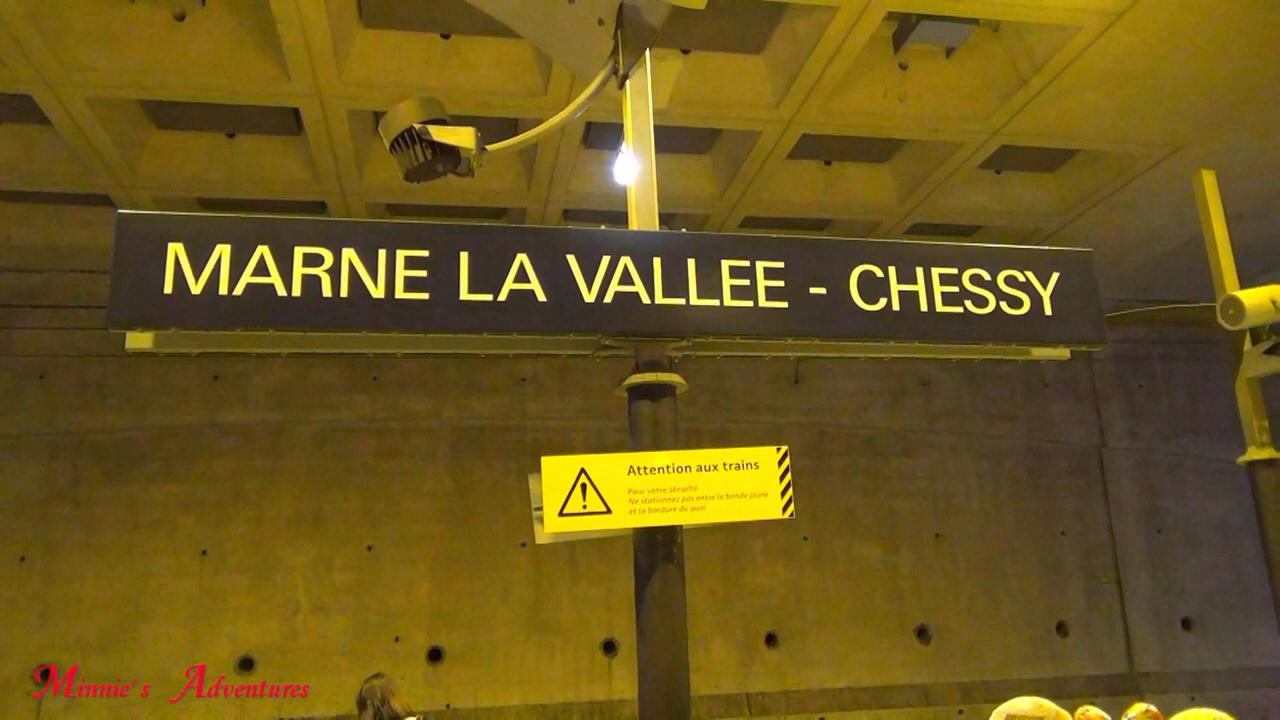 MARNE LA VALLEE - CHESSY
Attention aux trains
Pour votre sécurité
Ne stationnez pas entre la bande jaune
et la bordure du quai
Minnie's Adventures